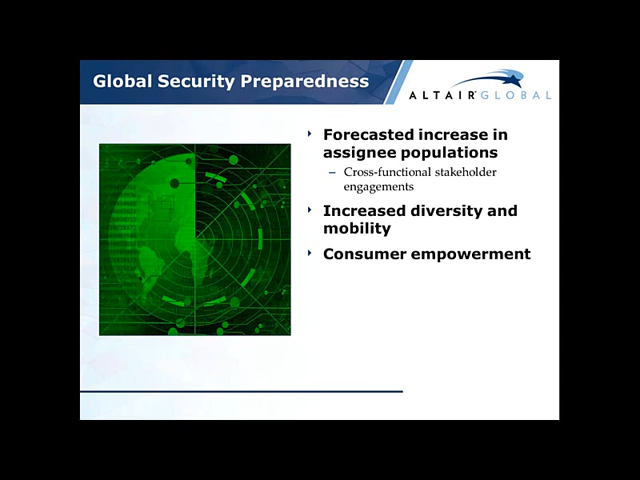 Global Security Preparedness
ALTAIR GLOBAL
Forecasted increase in
assignee populations
– Cross-functional stakeholder
engagements
Increased diversity and
mobility
Consumer empowerment